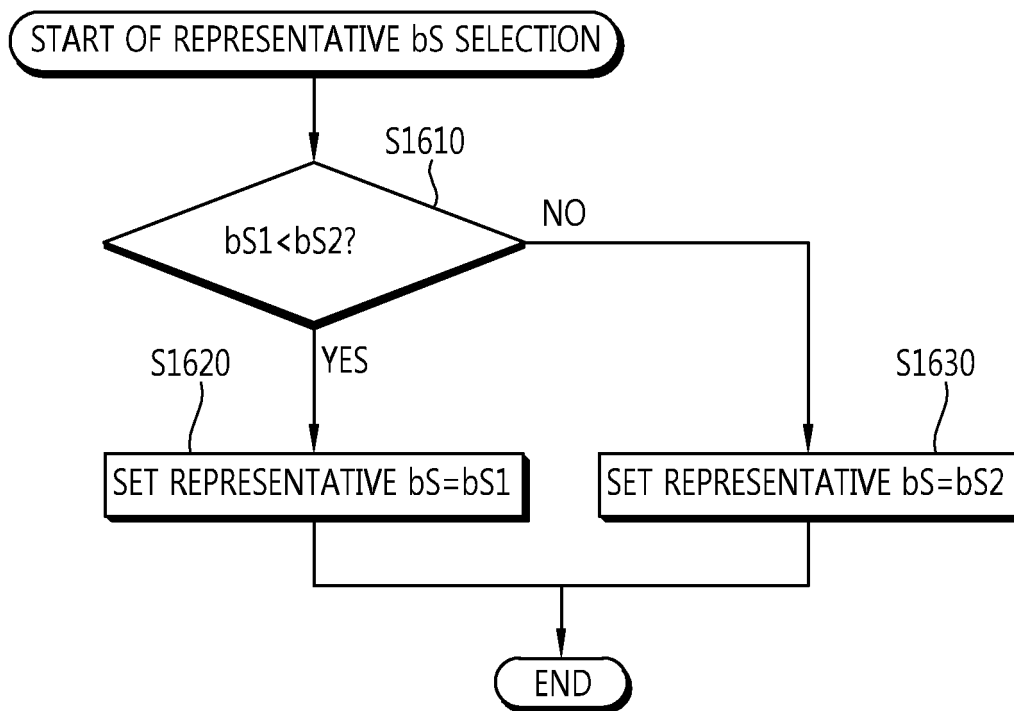 START OF REPRESENTATIVE bS SELECTION
S1610
bS1<bS2?
NO
YES
S1620
S1630
SET REPRESENTATIVE bS=bS1
SET REPRESENTATIVE bS=bS2
END